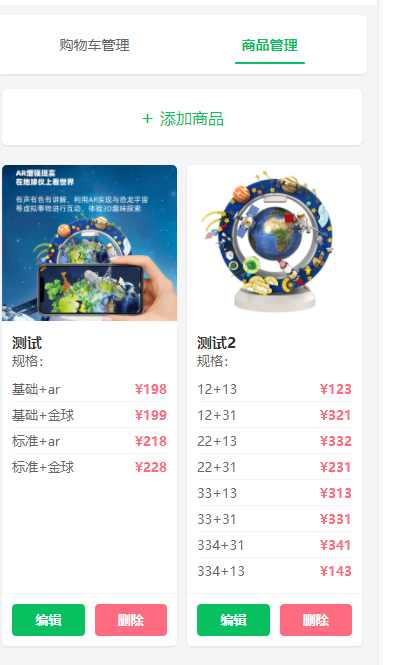 购物车管理
商品管理
+ 添加商品
AR增强现实
在地球仪上看世界
有声有色有讲解，利用AR实现与恐龙宇宙
等虚拟事物进行互动，体验3D趣味探索
测试
规格：
基础+ar ¥198
基础+金球 ¥199
标准+ar ¥218
标准+金球 ¥228
编辑 删除
测试2
规格：
12+13 ¥123
12+31 ¥321
22+13 ¥332
22+31 ¥231
33+13 ¥313
33+31 ¥331
334+31 ¥341
334+13 ¥143
编辑 删除